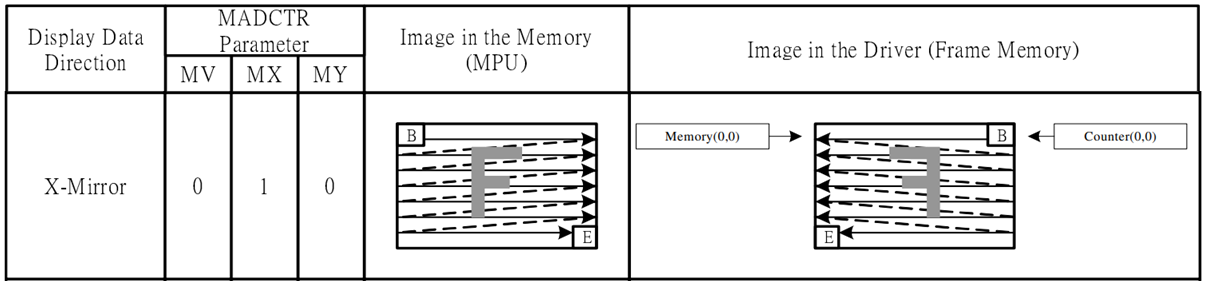 Display Data
Direction
MADCTR
Parameter
MV MX MY
Image in the Memory
(MPU)
Image in the Driver (Frame Memory)
X-Mirror 0 1 0
B
E
Memory(0,0)
B
E
Counter(0,0)